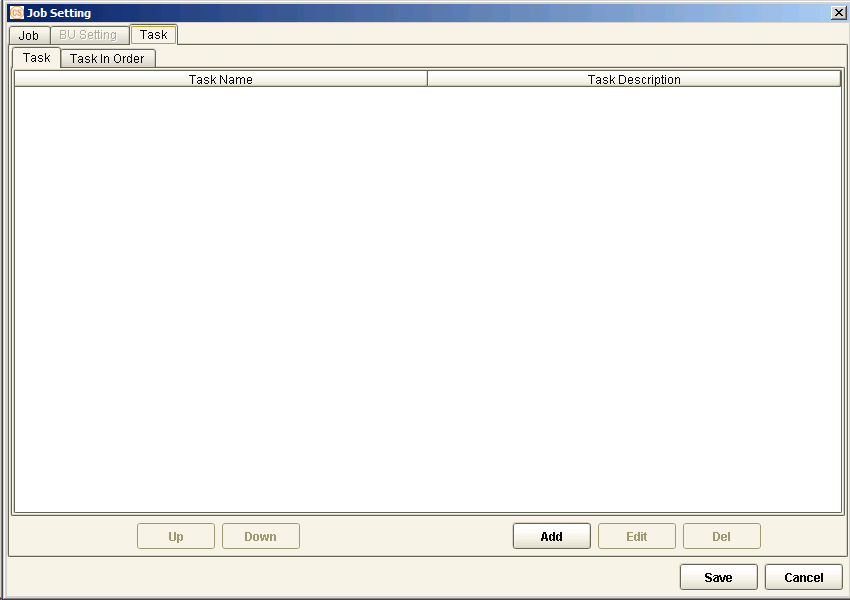 CS Job Setting
Job BU Setting Task
Task Task In Order
Task Name Task Description
Up Down Add Edit Del
Save Cancel